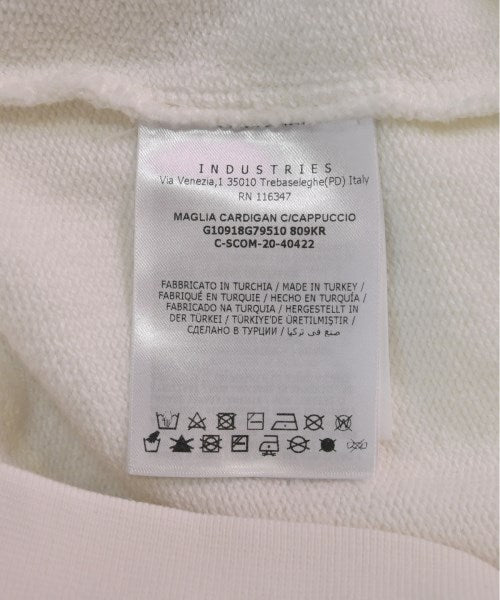 INDUSTRIES
Via Venezia,1 35010 Trebaseleghe(PD) Italy
RN 116347
MAGLIA CARDIGAN C/CAPPUCCIO
G10918G79510 809KR
C-SCOM-20-40422
FABBRICATO IN TURCHIA / MADE IN TURKEY /
FABRIQUÉ EN TURQUIE / HECHO EN TURQUÍA /
FABRICADO NA TURQUIA / HERGESTELLT IN
DER TÜRKEI / TÜRKİYE'DE ÜRETILMIŞTIR /
СДЕЛАНО В ТУРЦИИ / صنع في تركيا